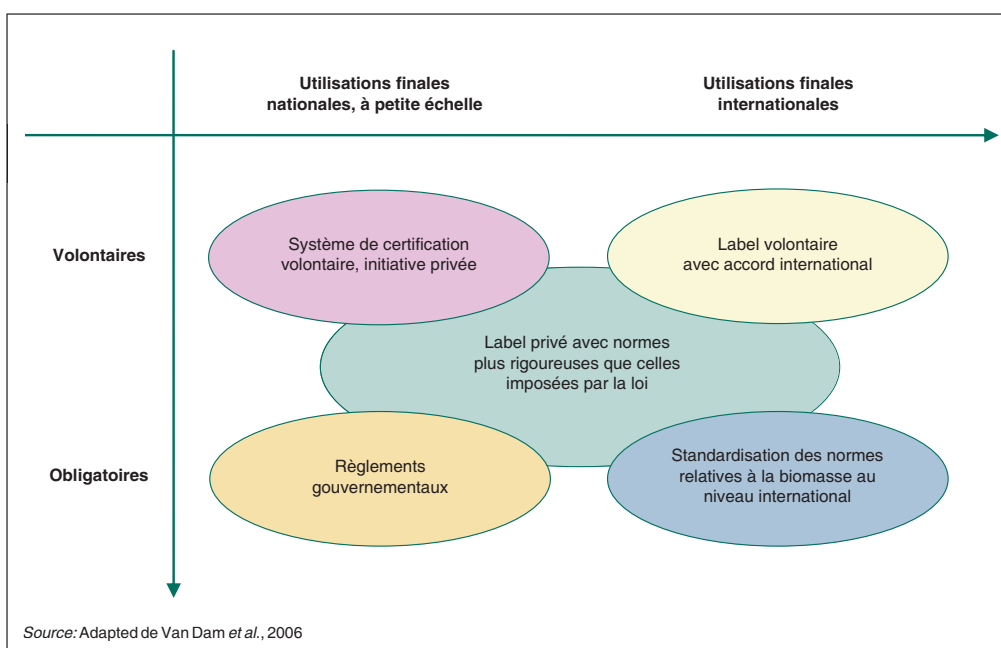 Utilisations finales
nationales, à petite échelle
Utilisations finales
internationales
Volontaires
Système de certification
volontaire, initiative privée
Label volontaire
avec accord international
Label privé avec normes
plus rigoureuses que celles
imposées par la loi
Obligatoires
Règlements
gouvernementaux
Standardisation des normes
relatives à la biomasse au
niveau international
Source: Adapted de Van Dam et al., 2006